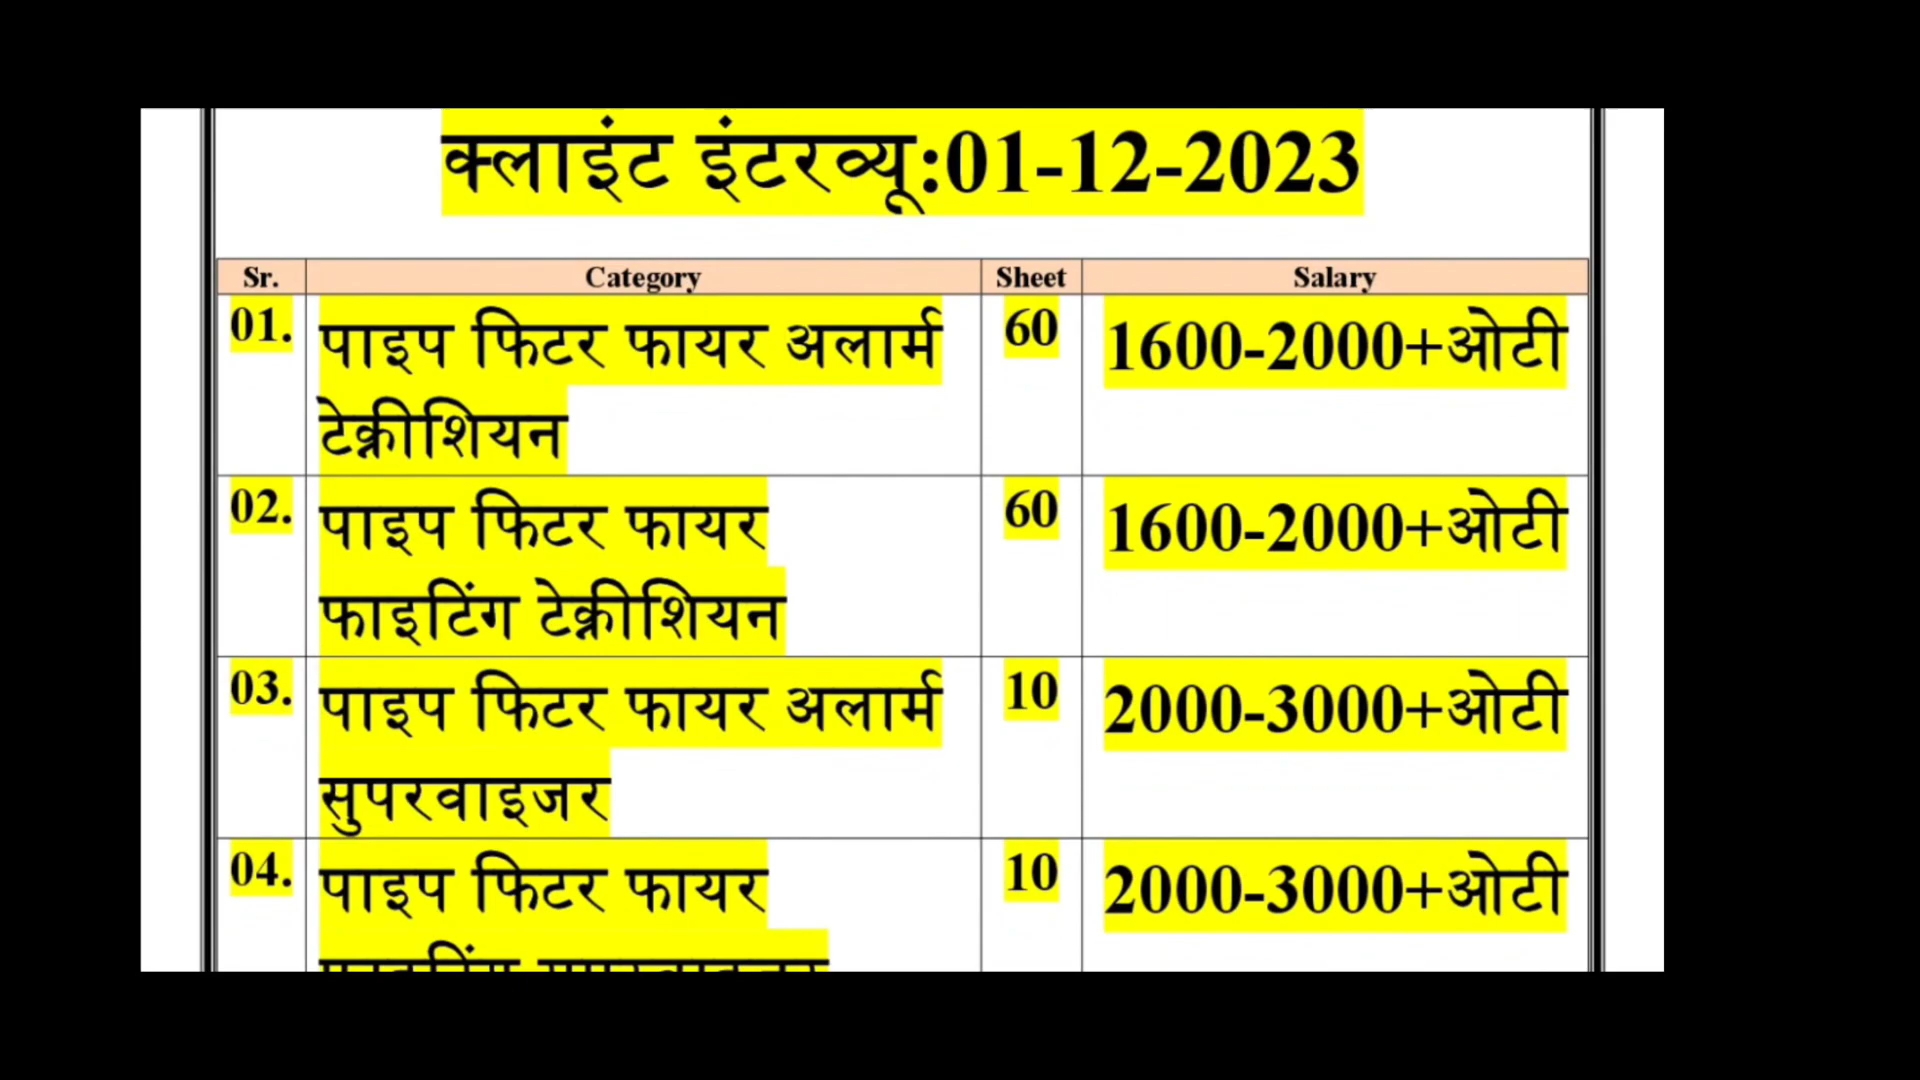 क्लाइंट इंटरव्यू:01-12-2023
Sr. Category Sheet Salary
01. पाइप फिटर फायर अलार्म 60 1600-2000+ओटी
टेक्नीशियन
02. पाइप फिटर फायर 60 1600-2000+ओटी
फाइटिंग टेक्नीशियन
03. पाइप फिटर फायर अलार्म 10 2000-3000+ओटी
सुपरवाइजर
04. पाइप फिटर फायर 10 2000-3000+ओटी